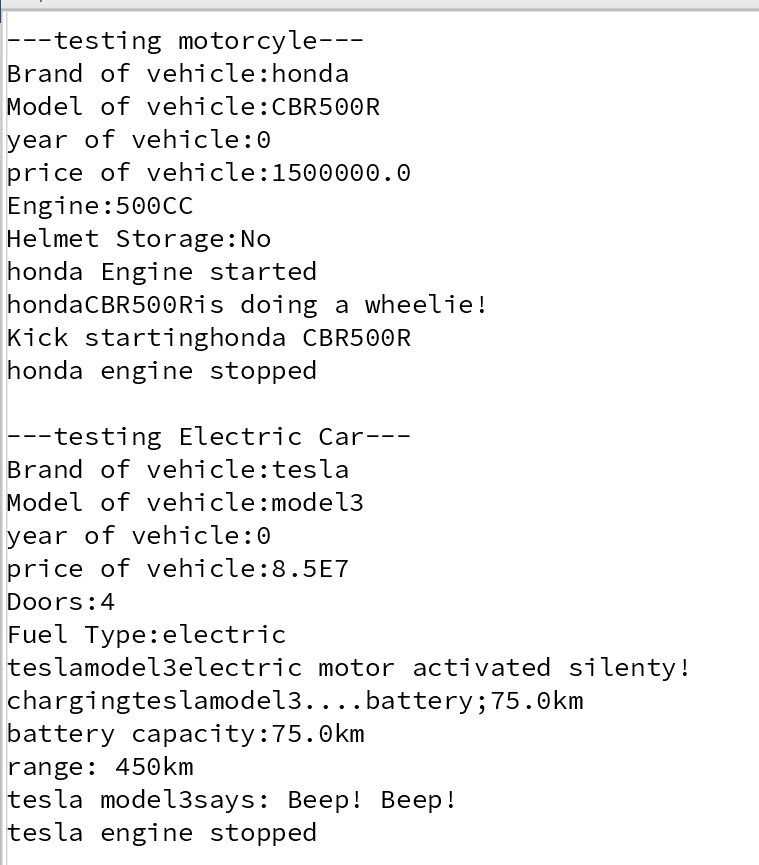 ---testing motorcyle---
Brand of vehicle:honda
Model of vehicle:CBR500R
year of vehicle:0
price of vehicle:1500000.0
Engine:500CC
Helmet Storage:No
honda Engine started
hondaCBR500Ris doing a wheelie!
Kick startinghonda CBR500R
honda engine stopped

---testing Electric Car---
Brand of vehicle:tesla
Model of vehicle:model3
year of vehicle:0
price of vehicle:8.5E7
Doors:4
Fuel Type:electric
teslamodel3electric motor activated silenty!
chargingteslamodel3....battery;75.0km
battery capacity:75.0km
range: 450km
tesla model3says: Beep! Beep!
tesla engine stopped